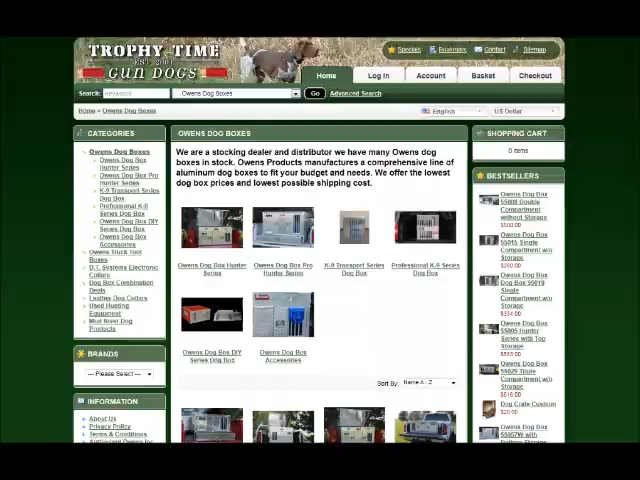 TROPHY TIME
EST. 2001
GUN DOGS
Specials
Bookmark
Contact
Sitemap
Home
Log In
Account
Basket
Checkout
Search:
Keywords
Owens Dog Boxes
Go
Advanced Search
Home > Owens Dog Boxes
English
US Dollar
CATEGORIES
Owens Dog Boxes
Owens Dog Box
Hunter Series
Owens Dog Box Pro
Hunter Series
K-9 Transport Series
Dog Box
Professional K-9
Series Dog Box
Owens Dog Box DIY
Series Dog Box
Owens Dog Box
Accessories
Owens Truck Tool
Boxes
D.T. Systems Electronic
Collars
Dog Box Combination
Deals
Leather Dog Collars
Used Hunting
Equipment
Mud River Dog
Products
BRANDS
--- Please Select ---
INFORMATION
About Us
Privacy Policy
Terms & Conditions
OWENS DOG BOXES
We are a stocking dealer and distributor we have many Owens dog
boxes in stock. Owens Products manufactures a comprehensive line of
aluminum dog boxes to fit your budget and needs. We offer the lowest
dog box prices and lowest possible shipping cost.
Owens Dog Box Hunter
Series
Owens Dog Box Pro
Hunter Series
K-9 Transport Series
Dog Box
Professional K-9 Series
Dog Box
Owens Dog Box DIY
Series Dog Box
Owens Dog Box
Accessories
Sort By:
Name A - Z
SHOPPING CART
0 items
BESTSELLERS
Owens Dog Box
55008 Double
Compartment
without Storage
Owens Dog Box
55015 Single
Compartment w/o
Storage
Owens Dog Box
Dog Box 55019
Single
Compartment w/o
Storage
$334.00
Owens Dog Box
55005 Hunter
Series with Top
Storage
Owens Dog Box
55029 Triple
Compartment w/o
Storage
$516.00
Dog Crate Cushion
$20.00
Owens Dog Box